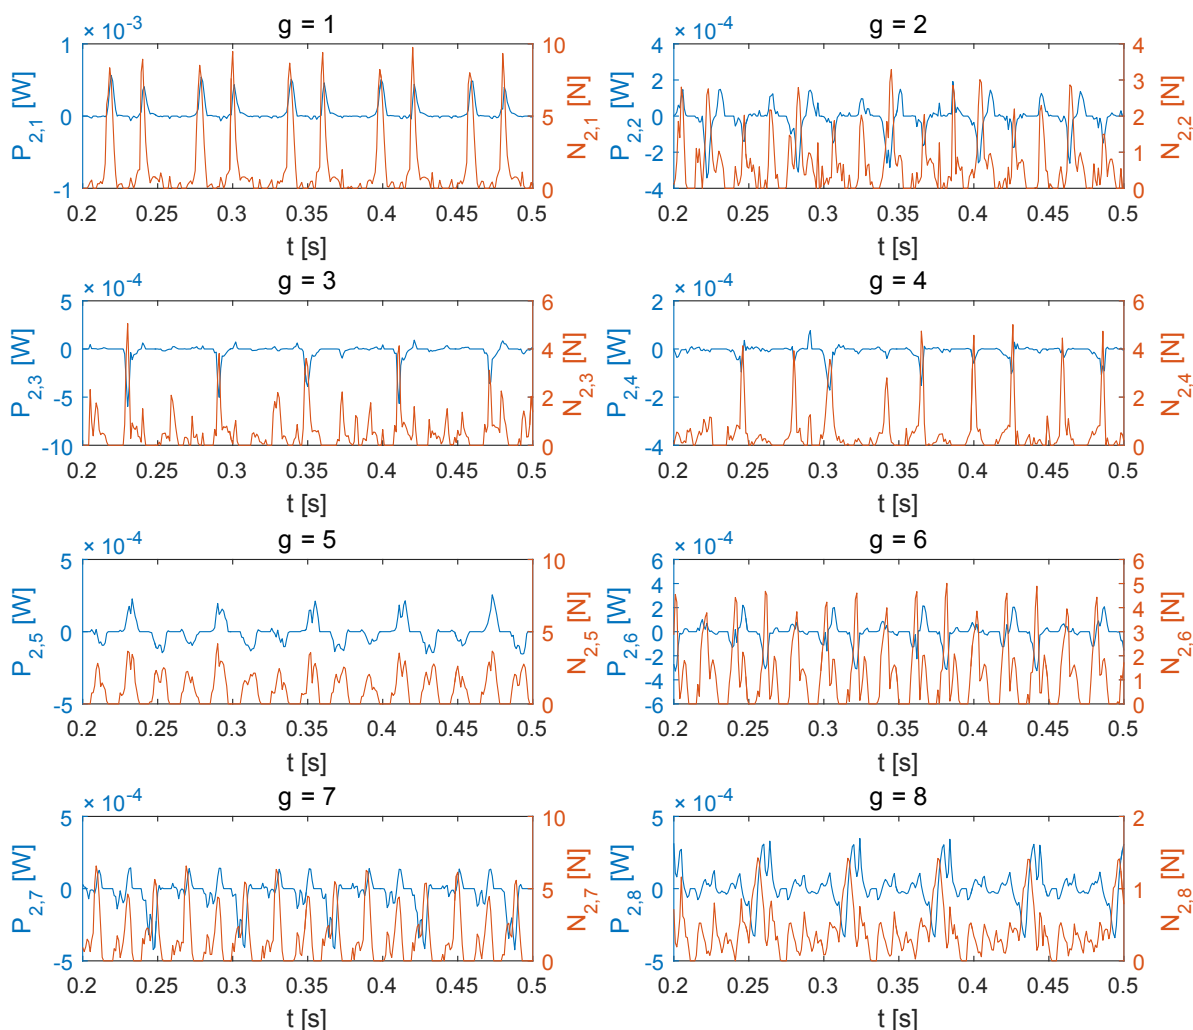 g = 1
× 10^-3
1
0
-1
P_2,1 [W]
10
5
0
N_2,1 [N]
0.2 0.25 0.3 0.35 0.4 0.45 0.5
t [s]
g = 2
× 10^-4
4
2
0
-2
-4
P_2,2 [W]
4
3
2
1
0
N_2,2 [N]
0.2 0.25 0.3 0.35 0.4 0.45 0.5
t [s]
g = 3
× 10^-4
5
0
-5
-10
P_2,3 [W]
6
4
2
0
N_2,3 [N]
0.2 0.25 0.3 0.35 0.4 0.45 0.5
t [s]
g = 4
× 10^-4
2
0
-2
-4
P_2,4 [W]
6
4
2
0
N_2,4 [N]
0.2 0.25 0.3 0.35 0.4 0.45 0.5
t [s]
g = 5
× 10^-4
5
0
-5
P_2,5 [W]
10
5
0
N_2,5 [N]
0.2 0.25 0.3 0.35 0.4 0.45 0.5
t [s]
g = 6
× 10^-4
6
4
2
0
-2
-4
-6
P_2,6 [W]
6
5
4
3
2
1
0
N_2,6 [N]
0.2 0.25 0.3 0.35 0.4 0.45 0.5
t [s]
g = 7
× 10^-4
5
0
-5
P_2,7 [W]
10
5
0
N_2,7 [N]
0.2 0.25 0.3 0.35 0.4 0.45 0.5
t [s]
g = 8
× 10^-4
5
0
-5
P_2,8 [W]
2
1
0
N_2,8 [N]
0.2 0.25 0.3 0.35 0.4 0.45 0.5
t [s]